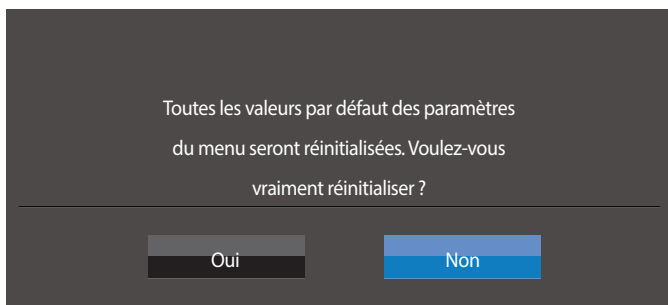 Toutes les valeurs par défaut des paramètres
du menu seront réinitialisées. Voulez-vous
vraiment réinitialiser ?
Oui
Non